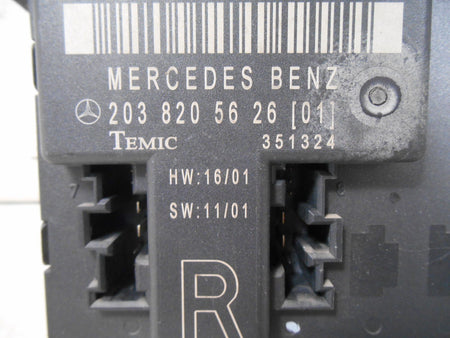 MERCEDES BENZ
203 820 56 26 [01]
TEMIC 351324
HW:16/01
SW:11/01
R